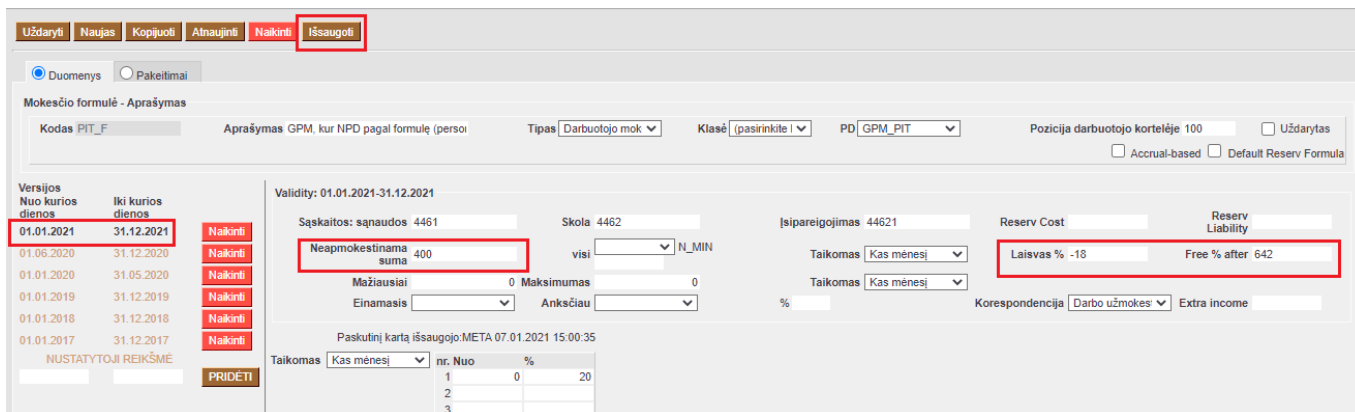 Uždaryti Naujas Kopijuoti Atnaujinti Naikinti Išsaugoti
Duomenys Pakeitimai
Mokesčio formulė - Aprašymas
Kodas PIT_F Aprašymas GPM, kur NPD pagal formulę (persor Tipas Darbuotojo mok Klasė (pasirinkite l PD GPM_PIT Pozicija darbuotojo kortelėje 100 Uždarytas
Accrual-based Default Reserv Formula
Versijos
Nuo kurios dienos Iki kurios dienos
01.01.2021 31.12.2021 Naikinti
01.06.2020 31.12.2020 Naikinti
01.01.2020 31.05.2020 Naikinti
01.01.2019 31.12.2019 Naikinti
01.01.2018 31.12.2018 Naikinti
01.01.2017 31.12.2017 Naikinti
NUSTATYTOJI REIKŠMĖ
PRIDĖTI
Validity: 01.01.2021-31.12.2021
Sąskaitos: sąnaudos 4461 Skola 4462 Įsipareigojimas 44621 Reserv Cost Reserv Liability
Neapmokestinama suma 400 visi N_MIN Taikomas Kas mėnesį Laisvas % -18 Free % after 642
Mažiausiai 0 Maksimumas 0 Taikomas Kas mėnesį
Einamasis Anksčiau % Korespondencija Darbo užmokes Extra income
Paskutinį kartą išsaugojo:META 07.01.2021 15:00:35
Taikomas Kas mėnesį nr. Nuo %
1 0 20
2
3